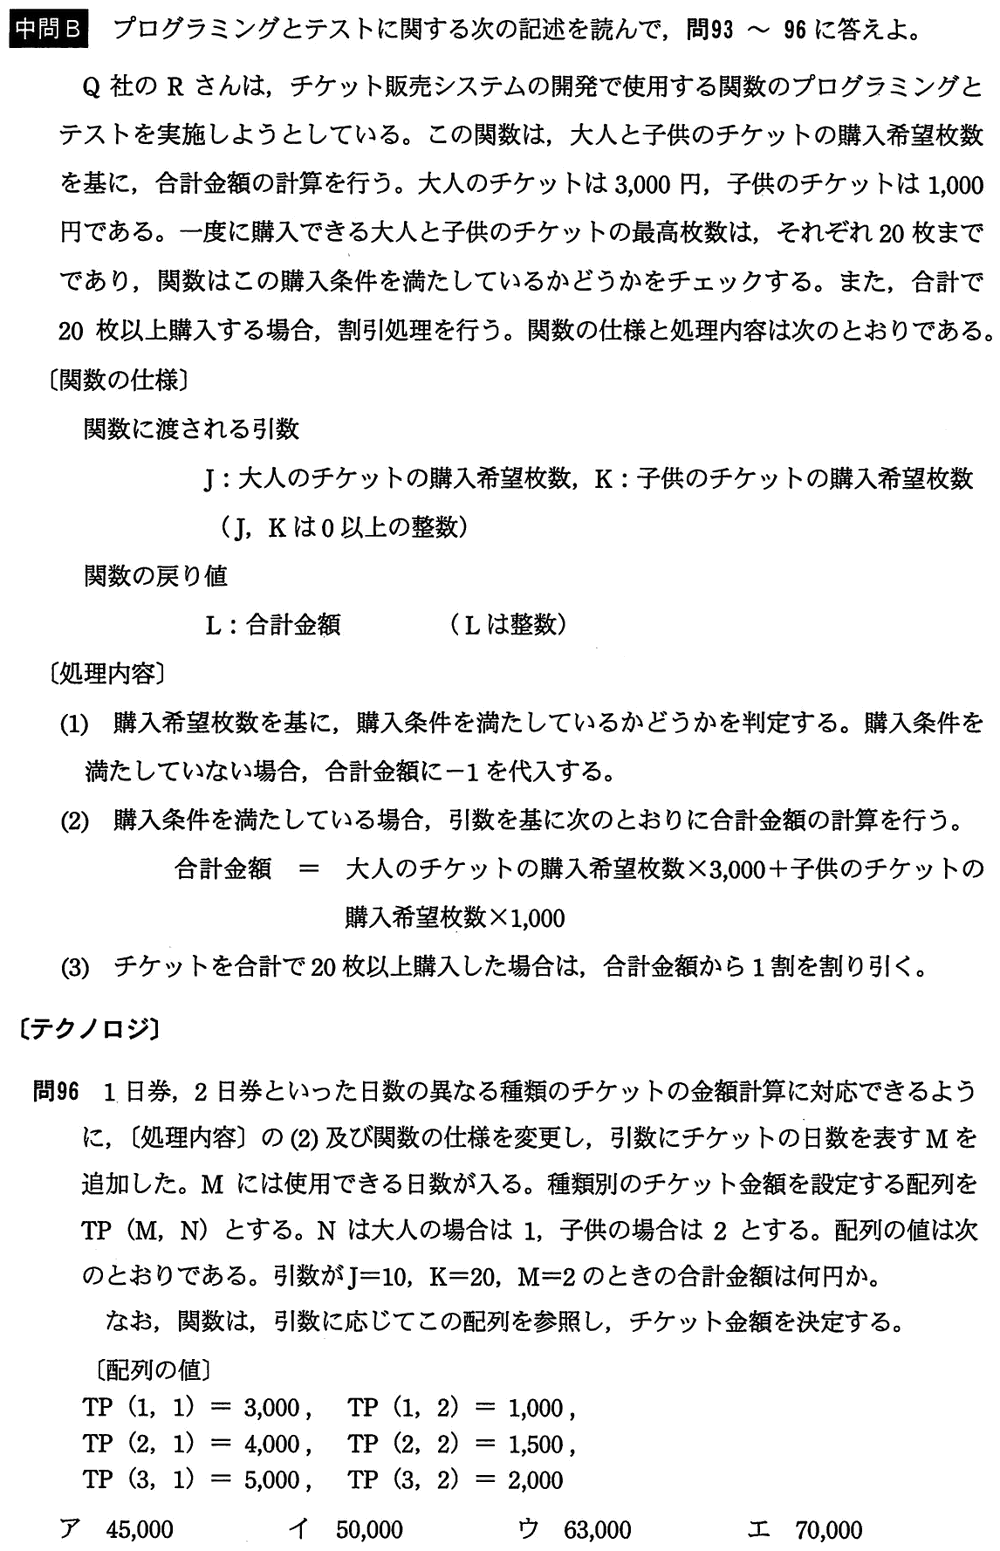 中問B プログラミングとテストに関する次の記述を読んで，問93 ～ 96 に答えよ。
Q 社の R さんは，チケット販売システムの開発で使用する関数のプログラミングと
テストを実施しようとしている。この関数は，大人と子供のチケットの購入希望枚数
を基に，合計金額の計算を行う。大人のチケットは 3,000 円，子供のチケットは 1,000
円である。一度に購入できる大人と子供のチケットの最高枚数は，それぞれ 20 枚まで
であり，関数はこの購入条件を満たしているかどうかをチェックする。また，合計で
20 枚以上購入する場合，割引処理を行う。関数の仕様と処理内容は次のとおりである。
〔関数の仕様〕
関数に渡される引数
J：大人のチケットの購入希望枚数，K：子供のチケットの購入希望枚数
（J，K は 0 以上の整数）
関数の戻り値
L：合計金額 （L は整数）
〔処理内容〕
(1) 購入希望枚数を基に，購入条件を満たしているかどうかを判定する。購入条件を
満たしていない場合，合計金額に－1 を代入する。
(2) 購入条件を満たしている場合，引数を基に次のとおりに合計金額の計算を行う。
合計金額 ＝ 大人のチケットの購入希望枚数×3,000＋子供のチケットの
購入希望枚数×1,000
(3) チケットを合計で 20 枚以上購入した場合は，合計金額から 1 割を割り引く。
〔テクノロジ〕
問96 1 日券，2 日券といった日数の異なる種類のチケットの金額計算に対応できるよう
に，〔処理内容〕の (2) 及び関数の仕様を変更し，引数にチケットの日数を表す M を
追加した。M には使用できる日数が入る。種類別のチケット金額を設定する配列を
TP（M，N）とする。N は大人の場合は 1，子供の場合は 2 とする。配列の値は次
のとおりである。引数がJ＝10，K＝20，M＝2 のときの合計金額は何円か。
なお，関数は，引数に応じてこの配列を参照し，チケット金額を決定する。
〔配列の値〕
TP（1，1）＝ 3,000， TP（1，2）＝ 1,000，
TP（2，1）＝ 4,000， TP（2，2）＝ 1,500，
TP（3，1）＝ 5,000， TP（3，2）＝ 2,000
ア 45,000 イ 50,000 ウ 63,000 エ 70,000